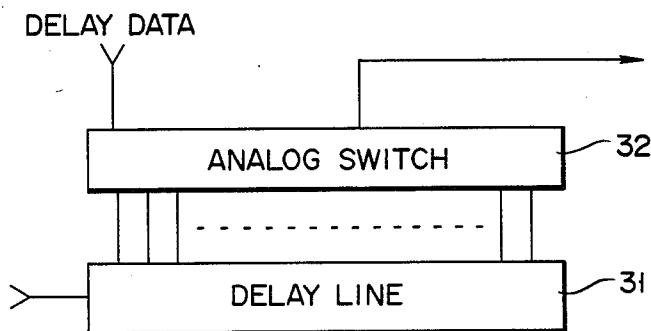 DELAY DATA
ANALOG SWITCH
32
DELAY LINE
31